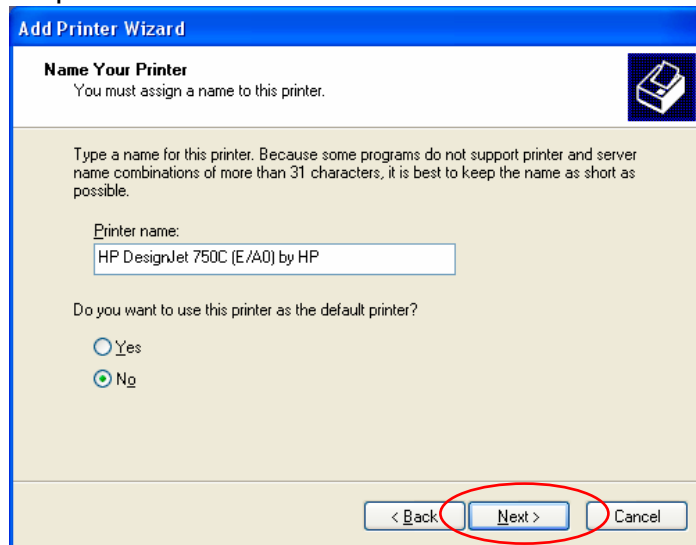 Add Printer Wizard
Name Your Printer
You must assign a name to this printer.
Type a name for this printer. Because some programs do not support printer and server
name combinations of more than 31 characters, it is best to keep the name as short as
possible.
Printer name:
HP DesignJet 750C (E/A0) by HP
Do you want to use this printer as the default printer?
Yes
No
< Back Next > Cancel